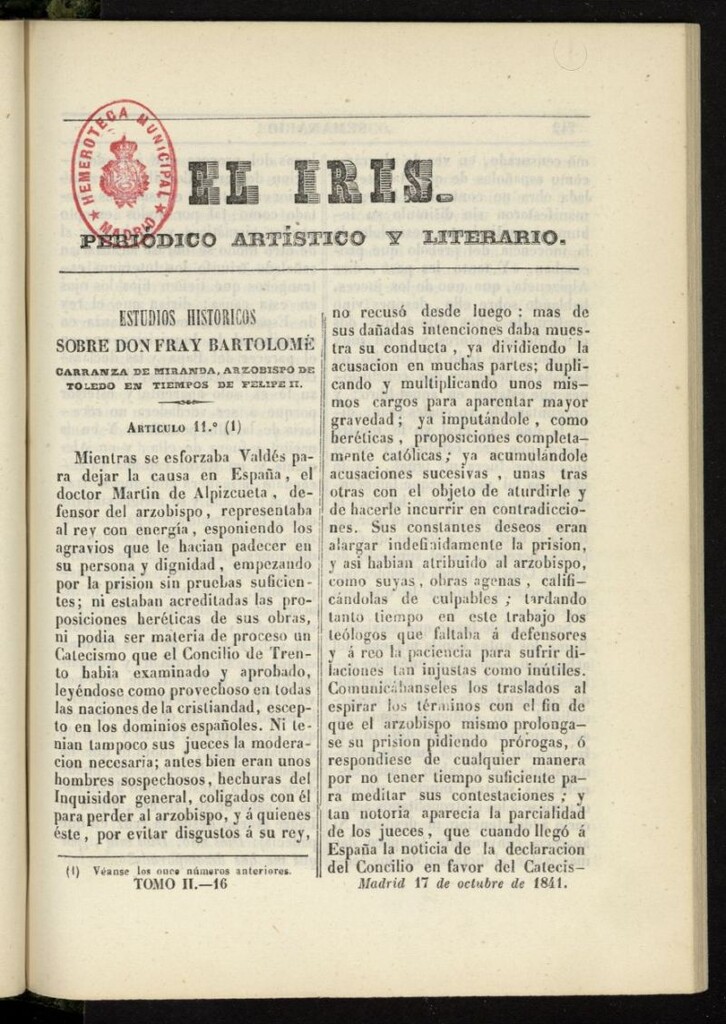 HEMEROTECA MUNICIPAL
MADRID
EL IRIS.
PERIÓDICO ARTÍSTICO Y LITERARIO.
ESTUDIOS HISTORICOS
SOBRE DON FRAY BARTOLOMÉ
CARRANZA DE MIRANDA, ARZOBISPO DE
TOLEDO EN TIEMPOS DE FELIPE II.
ARTICULO 11.º (1)
Mientras se esforzaba Valdés pa-
ra dejar la causa en España, el
doctor Martin de Alpizcueta, de-
fensor del arzobispo, representaba
al rey con energía, esponiendo los
agravios que le hacian padecer en
su persona y dignidad, empezando
por la prision sin pruebas suficien-
tes; ni estaban acreditadas las pro-
posiciones heréticas de sus obras,
ni podia ser materia de proceso un
Catecismo que el Concilio de Tren-
to habia examinado y aprobado,
leyéndose como provechoso en todas
las naciones de la cristiandad, escep-
to en los dominios españoles. Ni te-
nian tampoco sus jueces la modera-
cion necesaria; antes bien eran unos
hombres sospechosos, hechuras del
Inquisidor general, coligados con él
para perder al arzobispo, y á quienes
éste, por evitar disgustos á su rey,
(1) Véanse los once números anteriores.
TOMO II.—16
no recusó desde luego: mas de
sus dañadas intenciones daba mues-
tra su conducta, ya dividiendo la
acusacion en muchas partes; dupli-
cando y multiplicando unos mis-
mos cargos para aparentar mayor
gravedad; ya imputándole, como
heréticas, proposiciones completa-
mente católicas; ya acumulándole
acusaciones sucesivas, unas tras
otras con el objeto de aturdirle y
de hacerle incurrir en contradiccio-
nes. Sus constantes deseos eran
alargar indefinidamente la prision,
y asi habian atribuido al arzobispo,
como suyas, obras agenas, califi-
cándolas de culpables; tardando
tanto tiempo en este trabajo los
teólogos que faltaba á defensores
y á reo la paciencia para sufrir di-
laciones tan injustas como inútiles.
Comunicábanseles los traslados al
espirar los términos con el fin de
que el arzobispo mismo prolonga-
se su prision pidiendo prórogas, ó
respondiese de cualquier manera
por no tener tiempo suficiente pa-
ra meditar sus contestaciones; y
tan notoria aparecia la parcialidad
de los jueces, que cuando llegó á
España la noticia de la declaracion
del Concilio en favor del Catecis-
Madrid 17 de octubre de 1841.